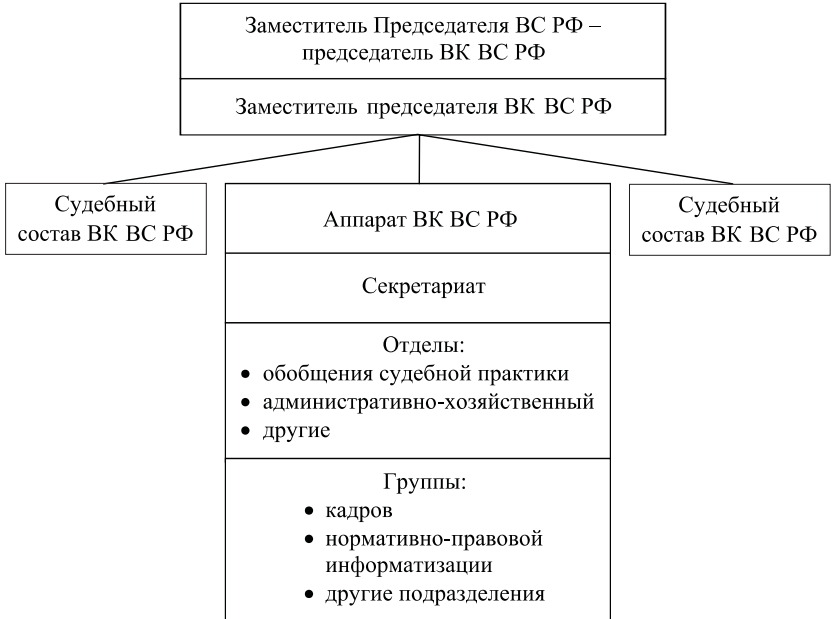 Заместитель Председателя ВС РФ –
председатель ВК ВС РФ
Заместитель председателя ВК ВС РФ
Судебный
состав ВК ВС РФ
Аппарат ВК ВС РФ
Судебный
состав ВК ВС РФ
Секретариат
Отделы:
• обобщения судебной практики
• административно-хозяйственный
• другие
Группы:
• кадров
• нормативно-правовой
информатизации
• другие подразделения